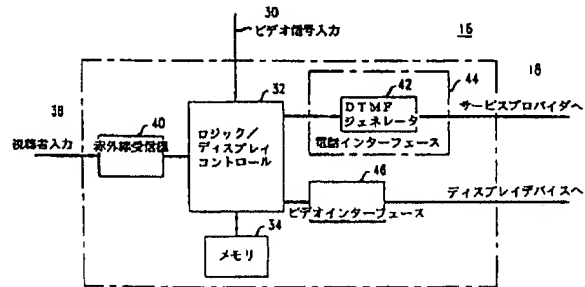 30
ビデオ信号入力
16
32
42
44
18
38
40
DTMF
ジェネレータ
サービスプロバイダへ
視聴者入力
赤外線受信機
ロジック/
ディスプレイ
コントロール
電話インターフェース
46
ディスプレイデバイスへ
ビデオインターフェース
34
メモリ